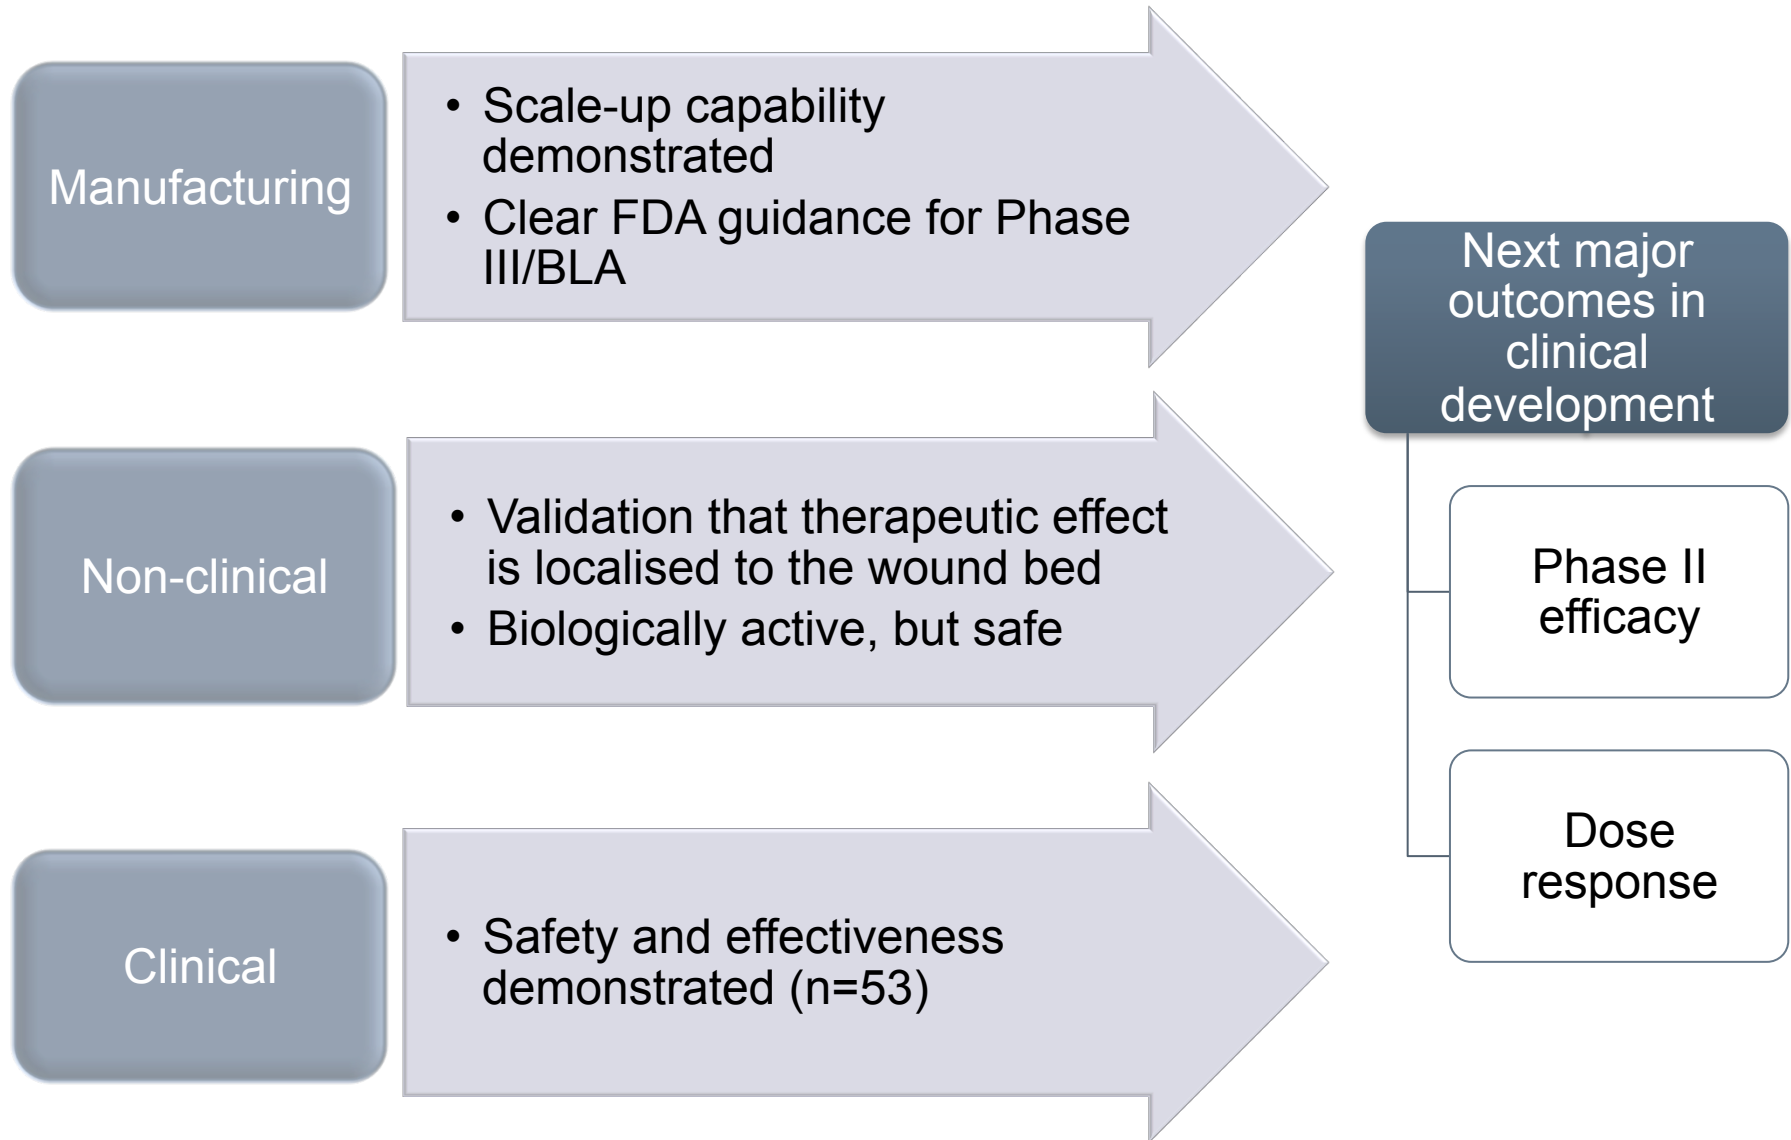 Manufacturing
• Scale-up capability
demonstrated
• Clear FDA guidance for Phase
III/BLA
Non-clinical
• Validation that therapeutic effect
is localised to the wound bed
• Biologically active, but safe
Clinical
• Safety and effectiveness
demonstrated (n=53)
Next major
outcomes in
clinical
development
Phase II
efficacy
Dose
response